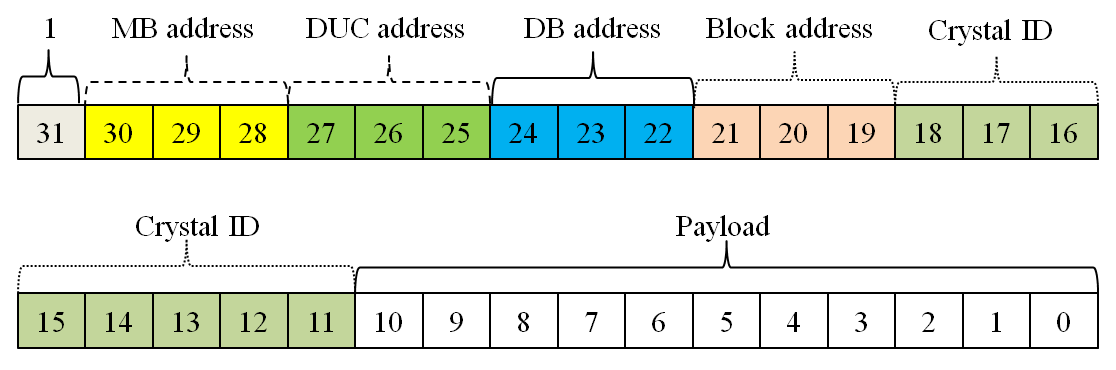 1 MB address DUC address DB address Block address Crystal ID
31 30 29 28 27 26 25 24 23 22 21 20 19 18 17 16
Crystal ID Payload
15 14 13 12 11 10 9 8 7 6 5 4 3 2 1 0